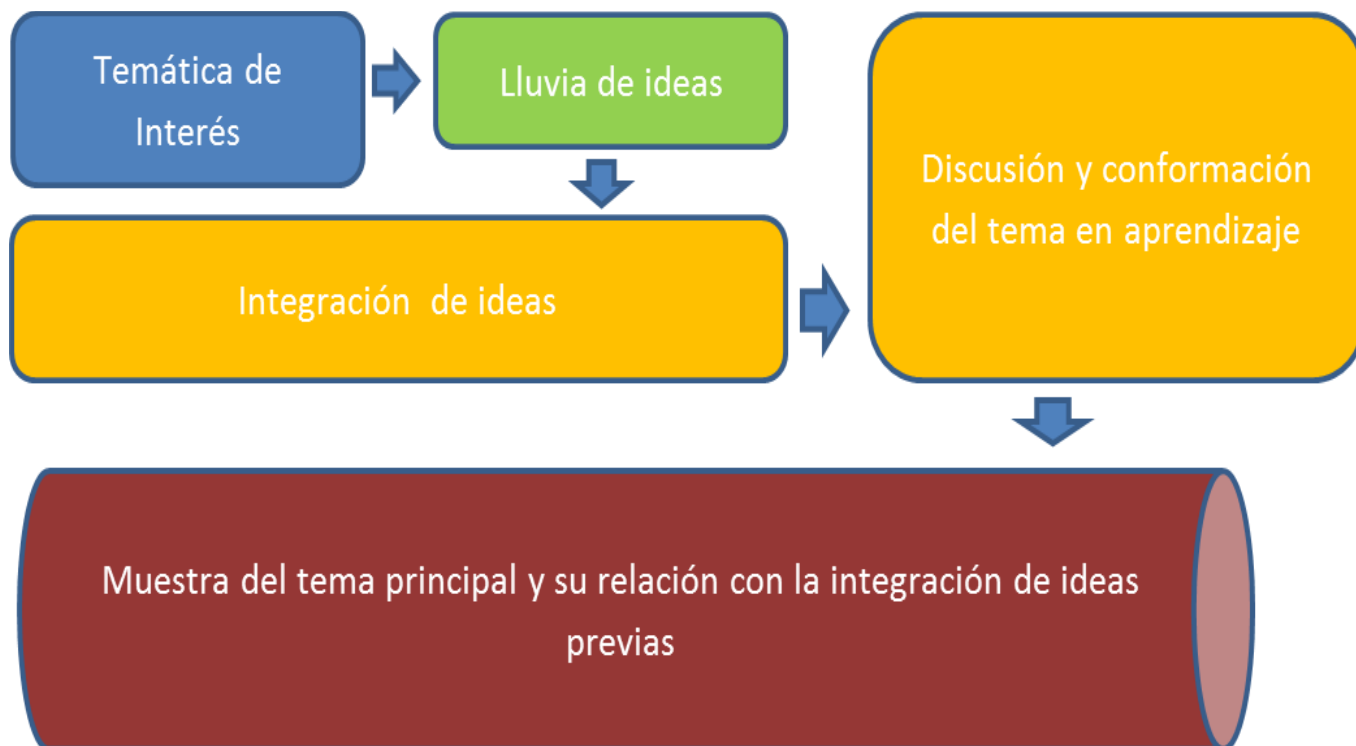 Temática de
Interés
Lluvia de ideas
Integración  de ideas
Discusión y conformación
del tema en aprendizaje
Muestra del tema principal y su relación con la integración de ideas
previas